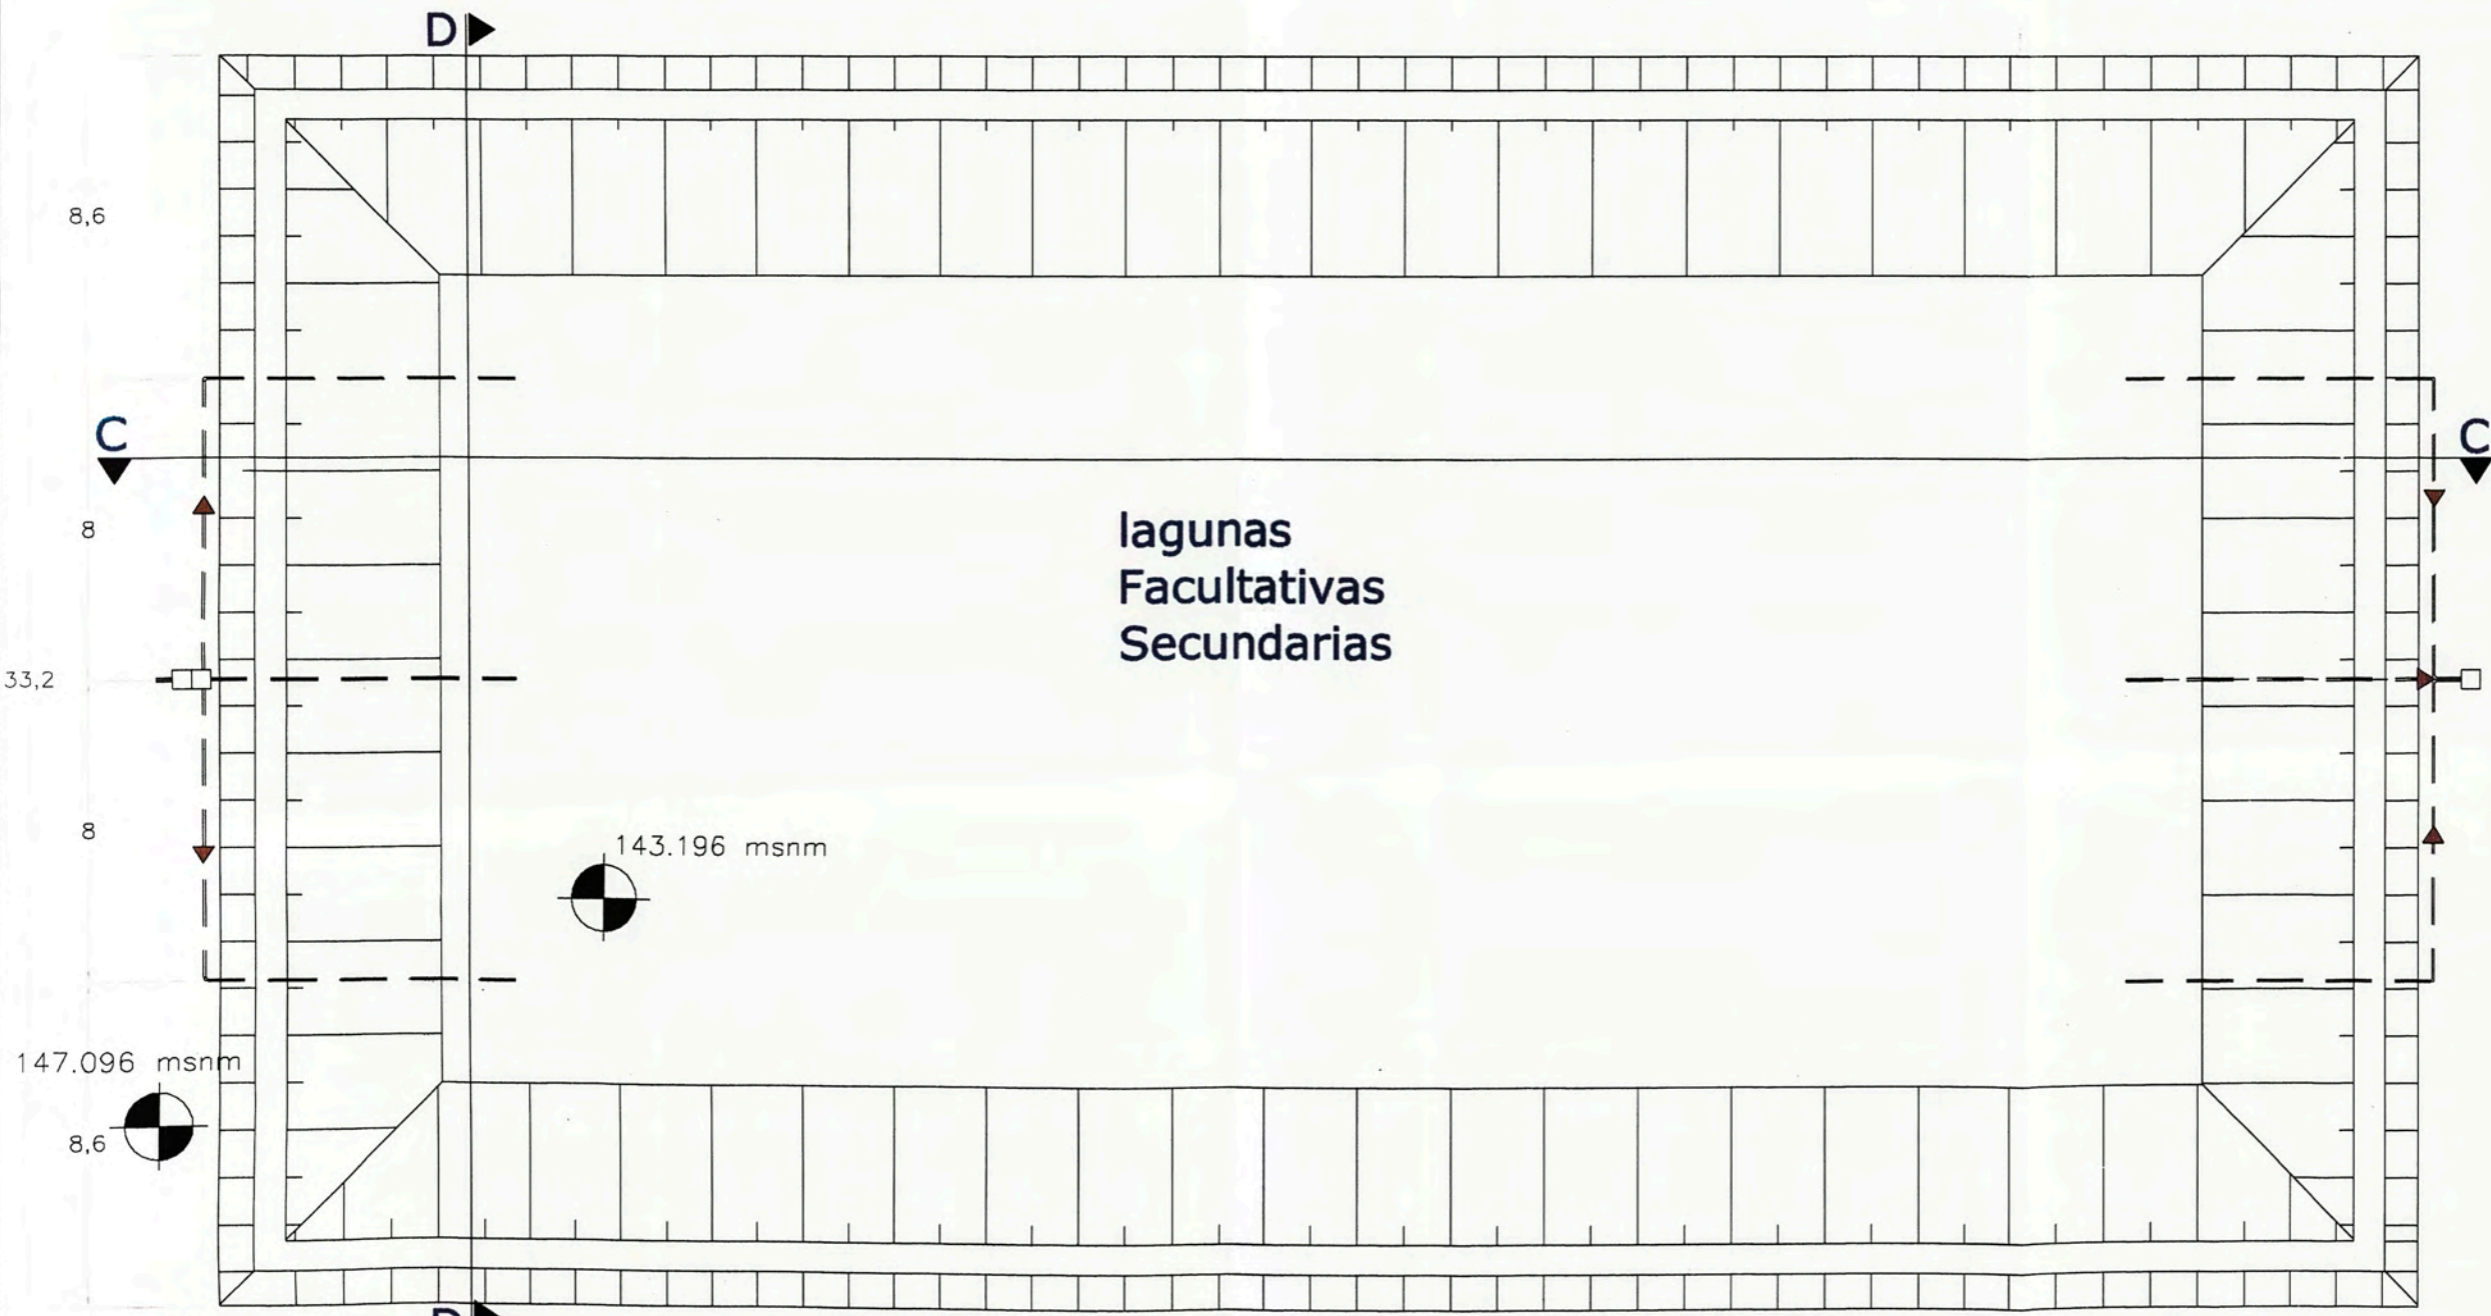 D
8,6
C
C
8
lagunas
Facultativas
Secundarias
33,2
8
143.196 msnm
147.096 msnm
8,6
D